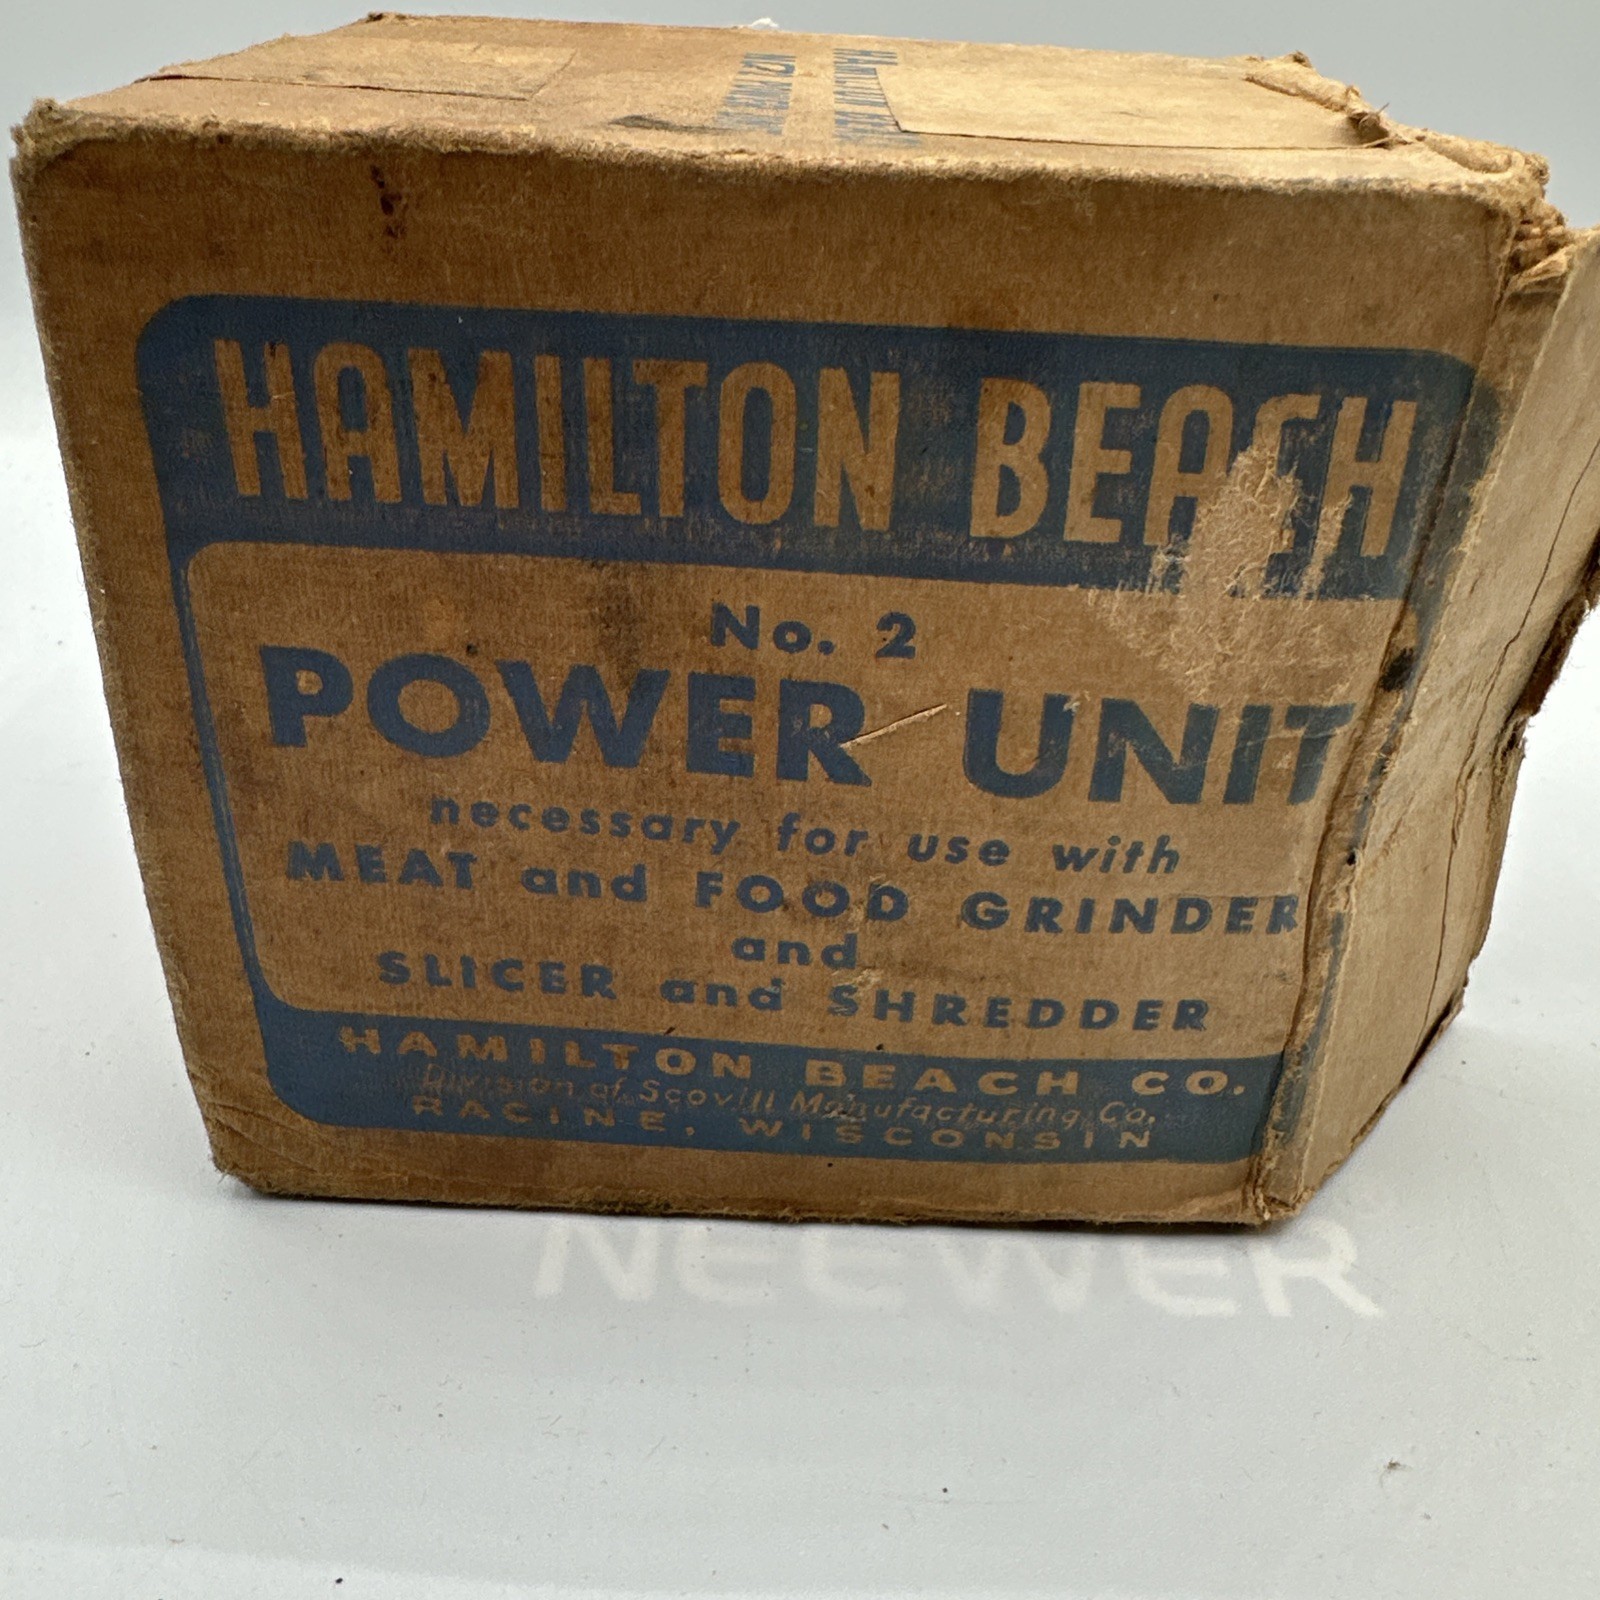 HAMILTON BEACH
No. 2
POWER UNIT
necessary for use with
MEAT and FOOD GRINDER
and
SLICER and SHREDDER
HAMILTON BEACH CO.
Division of Scovill Manufacturing Co.
RACINE, WISCONSIN
NEEWER